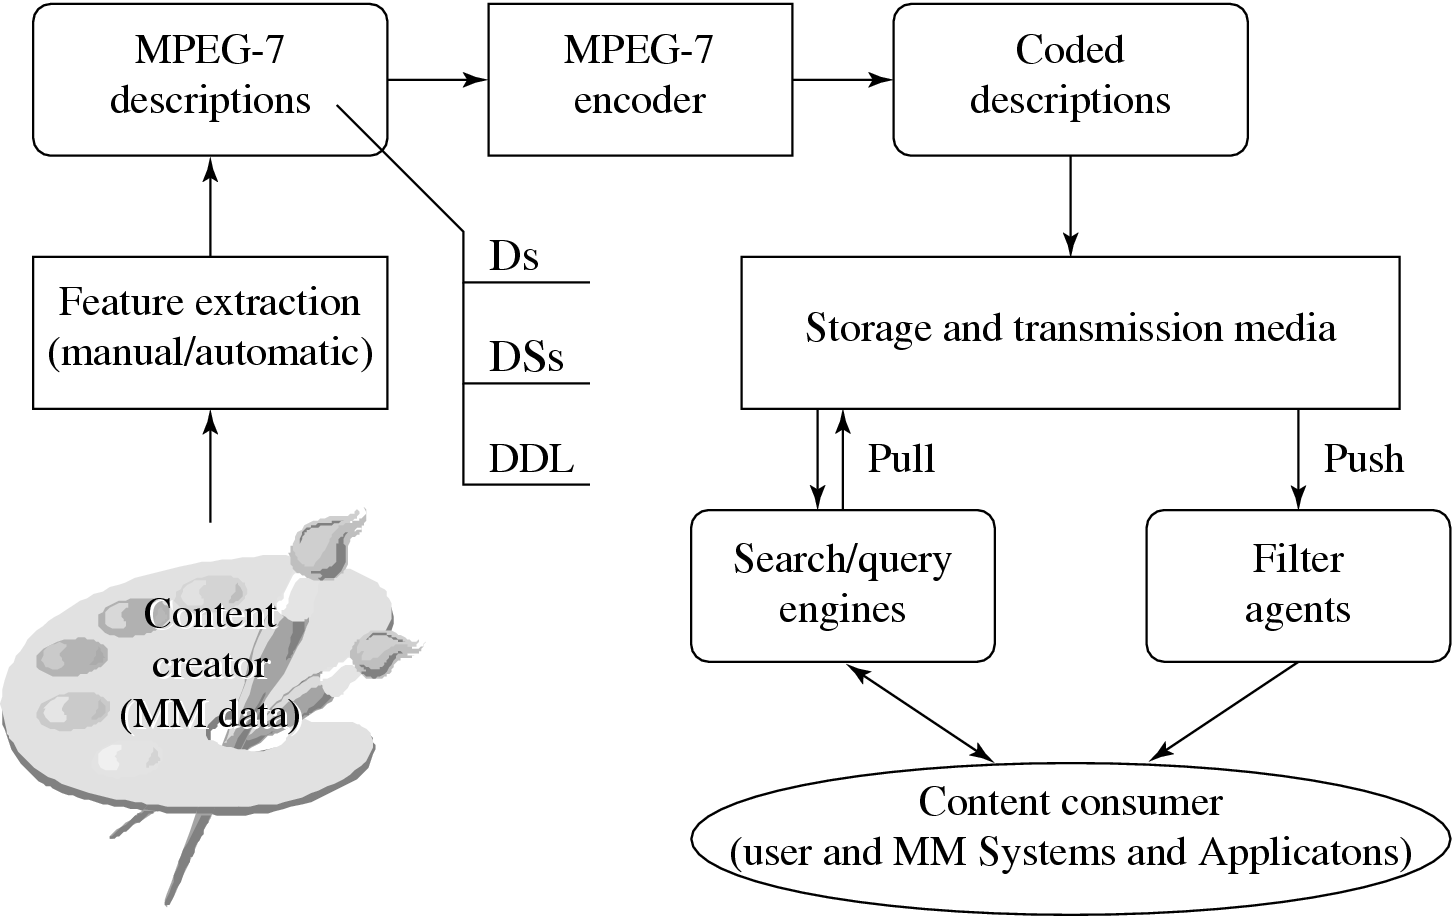 MPEG-7
descriptions
MPEG-7
encoder
Coded
descriptions
Ds
DSs
DDL
Feature extraction
(manual/automatic)
Storage and transmission media
Pull
Push
Content
creator
(MM data)
Search/query
engines
Filter
agents
Content consumer
(user and MM Systems and Applicatons)